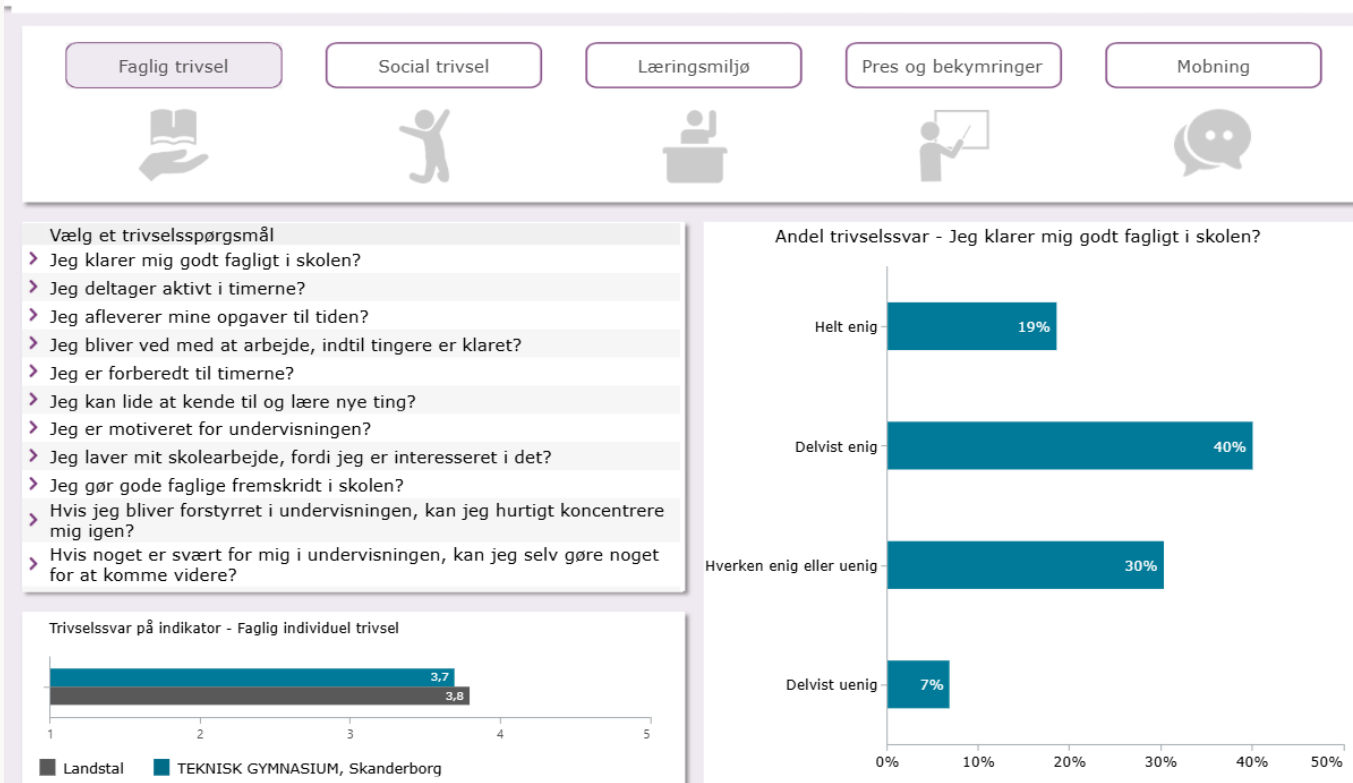 Faglig trivsel
Social trivsel
Læringsmiljø
Pres og bekymringer
Mobning
Vælg et trivselsspørgsmål
Jeg klarer mig godt fagligt i skolen?
Jeg deltager aktivt i timerne?
Jeg afleverer mine opgaver til tiden?
Jeg bliver ved med at arbejde, indtil tingere er klaret?
Jeg er forberedt til timerne?
Jeg kan lide at kende til og lære nye ting?
Jeg er motiveret for undervisningen?
Jeg laver mit skolearbejde, fordi jeg er interesseret i det?
Jeg gør gode faglige fremskridt i skolen?
Hvis jeg bliver forstyrret i undervisningen, kan jeg hurtigt koncentrere
mig igen?
Hvis noget er svært for mig i undervisningen, kan jeg selv gøre noget
for at komme videre?
Trivselssvar på indikator - Faglig individuel trivsel
3,7
3,8
1 2 3 4 5
Landstal
TEKNISK GYMNASIUM, Skanderborg
Andel trivselssvar - Jeg klarer mig godt fagligt i skolen?
Helt enig 19%
Delvist enig 40%
Hverken enig eller uenig 30%
Delvist uenig 7%
0% 10% 20% 30% 40% 50%